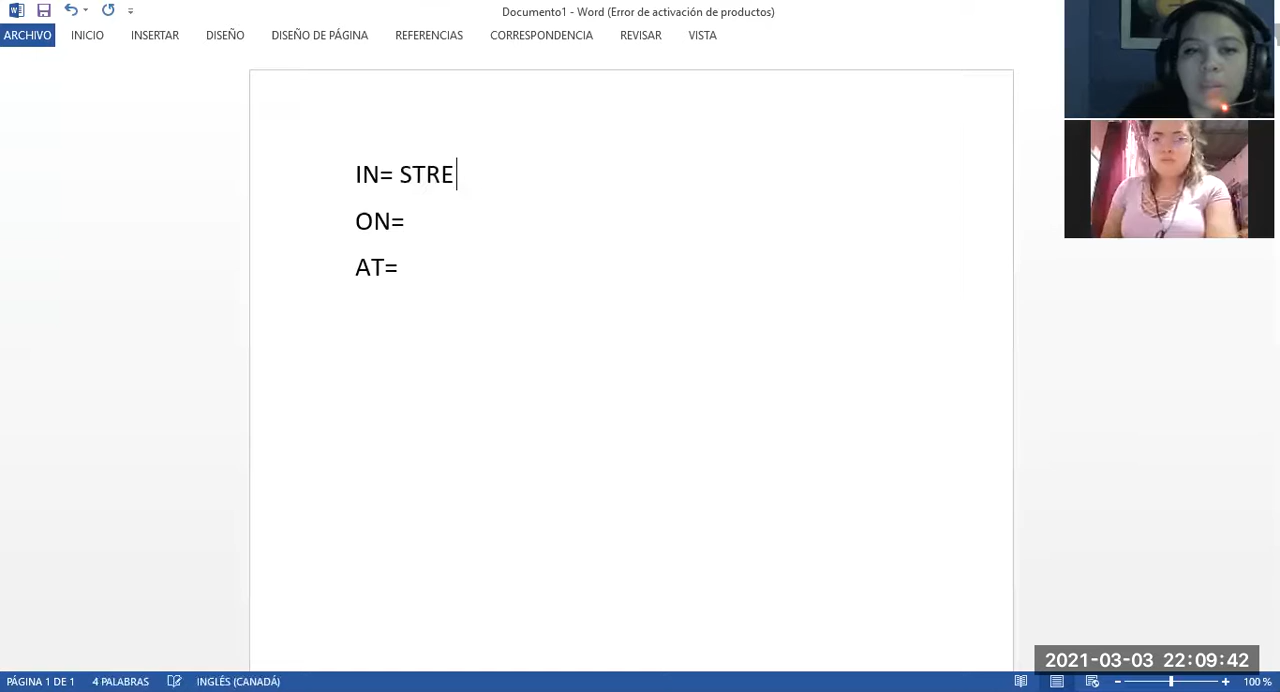 Documento1 - Word (Error de activación de productos)
ARCHIVO INICIO INSERTAR DISEÑO DISEÑO DE PÁGINA REFERENCIAS CORRESPONDENCIA REVISAR VISTA
IN= STRE
ON=
AT=
2021-03-03 22:09:42
PÁGINA 1 DE 1 4 PALABRAS INGLÉS (CANADÁ) 100 %